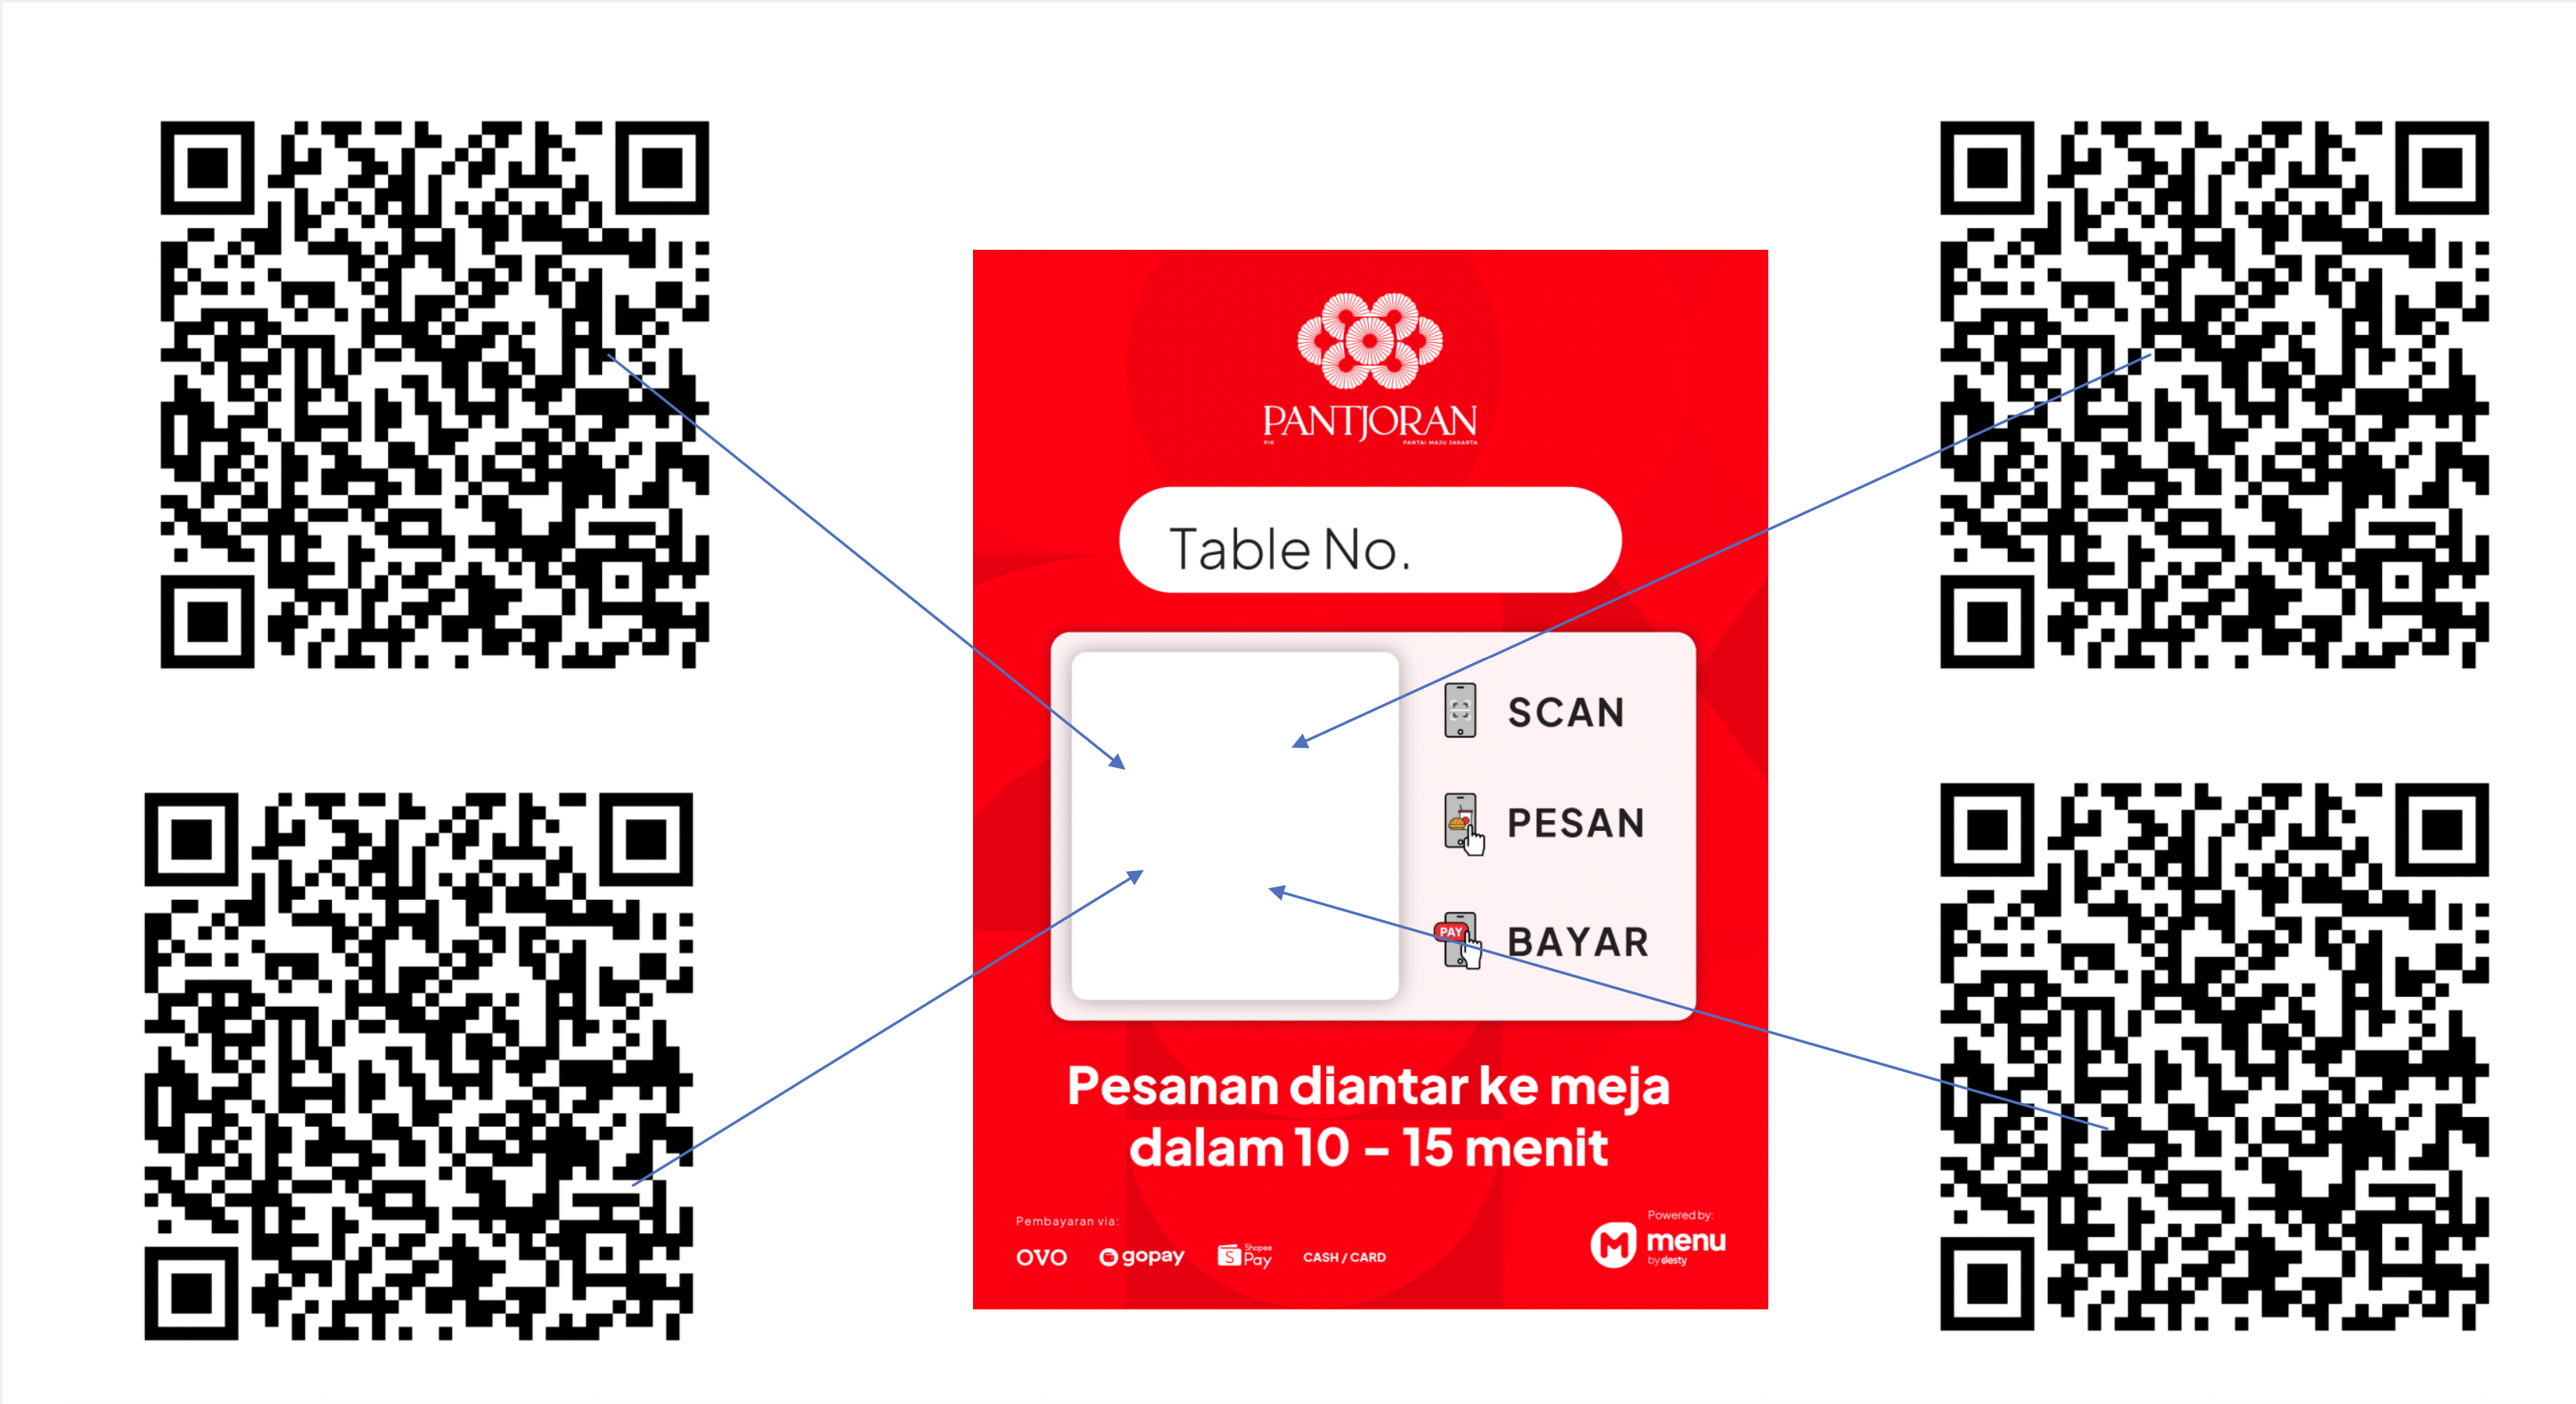 PANTJORAN
PIK PANTAI MAJU JAKARTA
Table No.
SCAN
PESAN
PAY
BAYAR
Pesanan diantar ke meja
dalam 10 – 15 menit
Pembayaran via:
OVO gopay S Shopee Pay CASH / CARD
Powered by:
menu
by desty